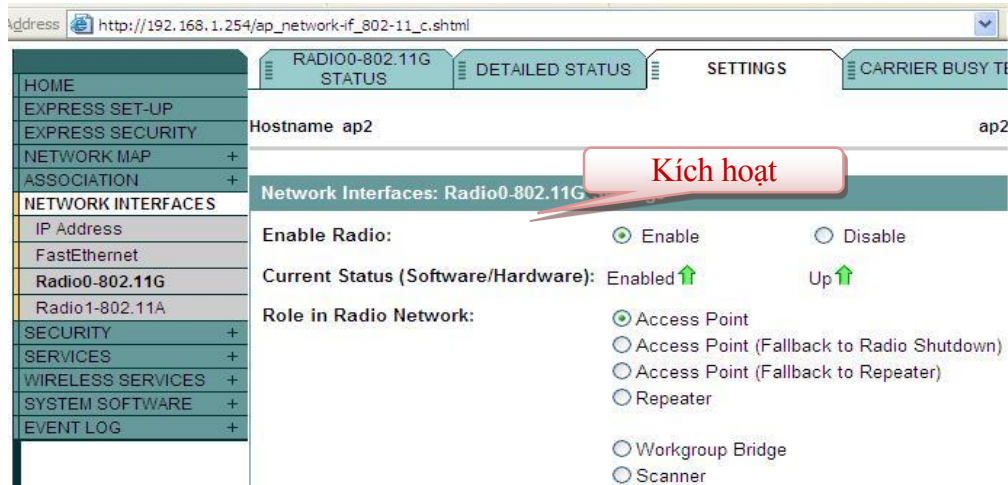 Address http://192.168.1.254/ap_network-if_802-11_c.shtml
RADIO0-802.11G
STATUS
DETAILED STATUS
SETTINGS
CARRIER BUSY TE
HOME
EXPRESS SET-UP
EXPRESS SECURITY
NETWORK MAP +
ASSOCIATION +
NETWORK INTERFACES
IP Address
FastEthernet
Radio0-802.11G
Radio1-802.11A
SECURITY +
SERVICES +
WIRELESS SERVICES +
SYSTEM SOFTWARE +
EVENT LOG +
Hostname ap2 ap2
Kích hoạt
Network Interfaces: Radio0-802.11G
Enable Radio: Enable Disable
Current Status (Software/Hardware): Enabled Up
Role in Radio Network: Access Point
Access Point (Fallback to Radio Shutdown)
Access Point (Fallback to Repeater)
Repeater
Workgroup Bridge
Scanner